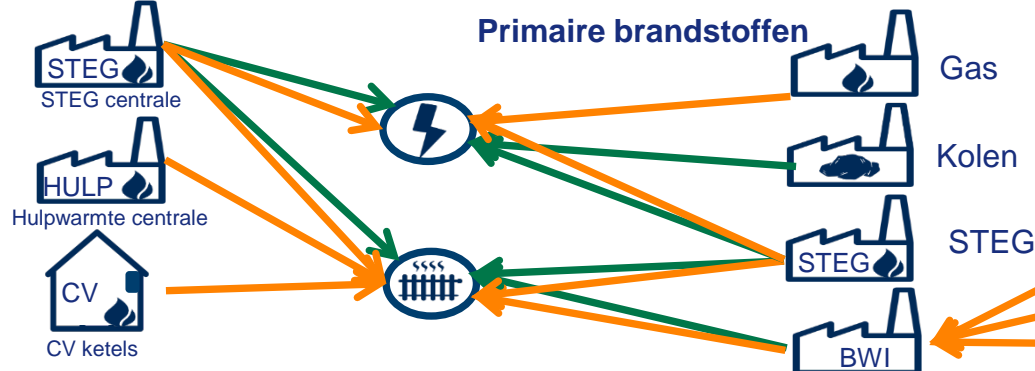 Primaire brandstoffen
STEG
STEG centrale
HULP
Hulpwarmte centrale
CV
CV ketels
Gas
Kolen
STEG
STEG
BWI